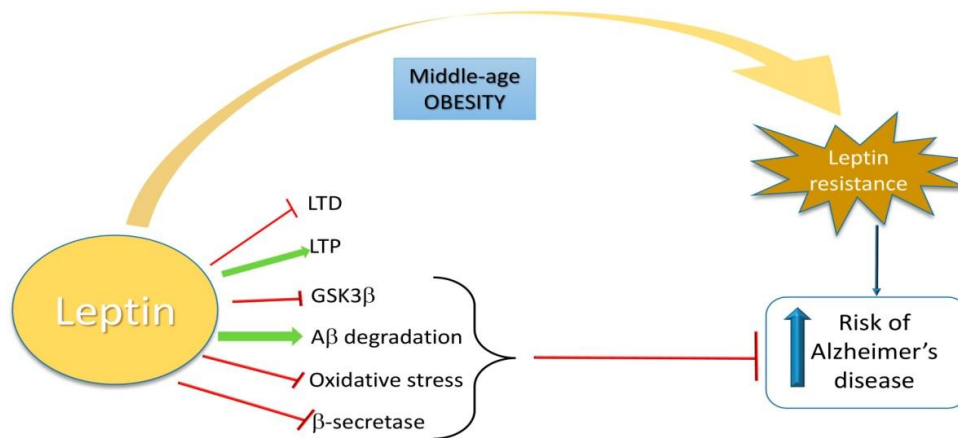 Middle-age
OBESITY
Leptin
resistance
LTD
LTP
Leptin
GSK3β
Aβ degradation
Oxidative stress
β-secretase
Risk of
Alzheimer's
disease